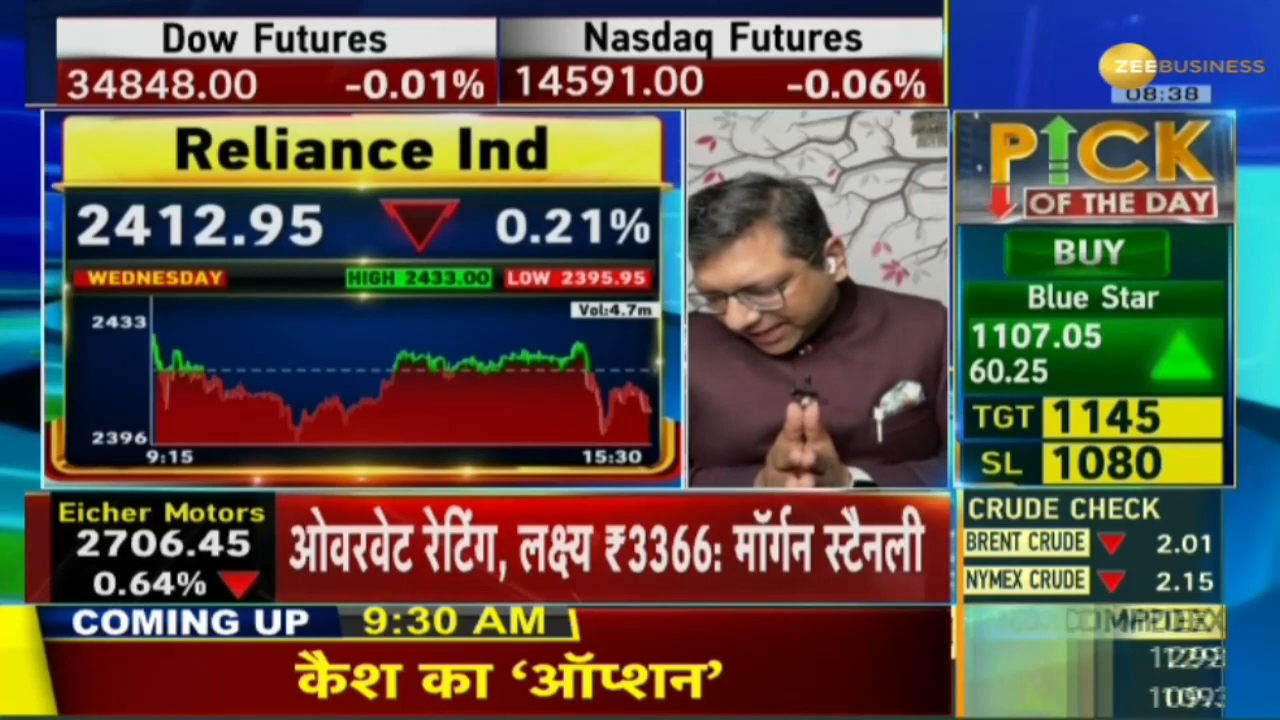 Dow Futures
34848.00 -0.01%
Nasdaq Futures
14591.00 -0.06%
ZEEBUSINESS
08:38
Reliance Ind
2412.95 0.21%
WEDNESDAY HIGH 2433.00 LOW 2395.95
Vol:4.7m
2433
2396
9:15 15:30
PICK
OF THE DAY
BUY
Blue Star
1107.05
60.25
TGT 1145
SL 1080
Eicher Motors
2706.45
0.64%
ओवरवेट रेटिंग, लक्ष्य ₹3366: मॉर्गन स्टैनली
CRUDE CHECK
BRENT CRUDE 2.01
NYMEX CRUDE 2.15
COMING UP 9:30 AM
कैश का ‘ऑप्शन’